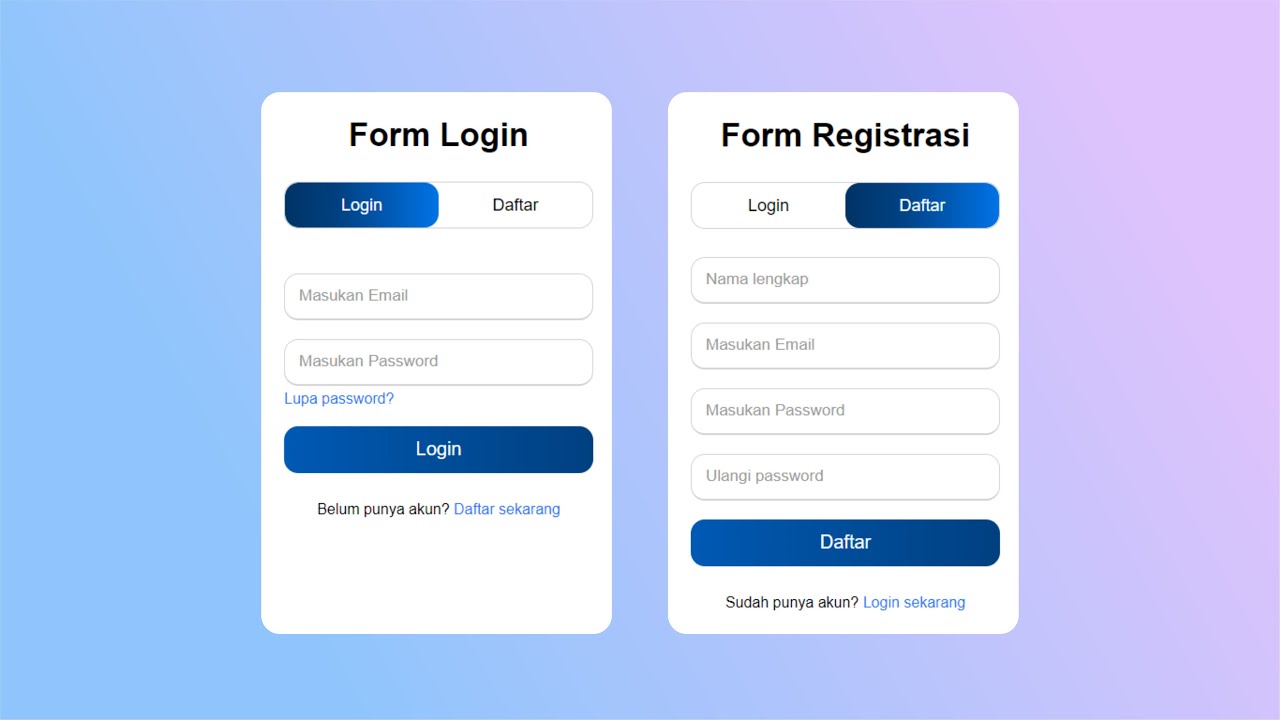 Form Login
Login
Daftar
Masukan Email
Masukan Password
Lupa password?
Login
Belum punya akun? Daftar sekarang
Form Registrasi
Login
Daftar
Nama lengkap
Masukan Email
Masukan Password
Ulangi password
Daftar
Sudah punya akun? Login sekarang